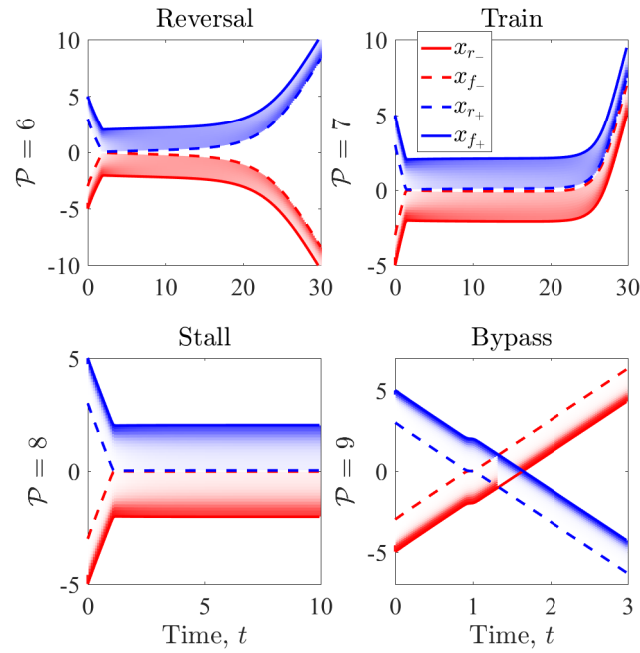 Reversal
Train
10
5
0
-5
-10
0
10
20
30
𝒫 = 6
10
5
0
-5
0
10
20
30
𝒫 = 7
x_{r_-}
x_{f_-}
x_{r_+}
x_{f_+}
Stall
Bypass
5
0
-5
0
5
10
𝒫 = 8
Time, t
5
0
-5
0
1
2
3
𝒫 = 9
Time, t